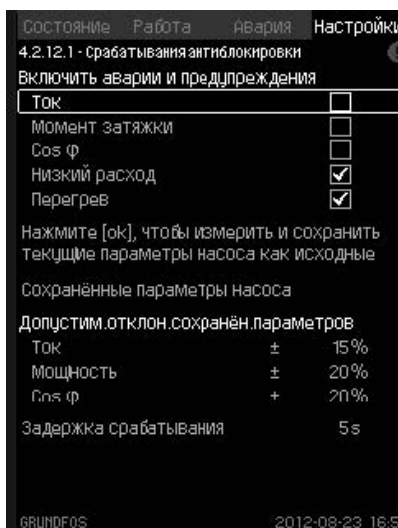 Состояние Работа Авария Настройки
4.2.12.1 - Срабатывания антиблокировки
Включить аварии и предупреждения
Ток
Момент затяжки
Cos φ
Низкий расход
Перегрев
Нажмите [ok], чтобы измерить и сохранить
текущие параметры насоса как исходные
Сохранённые параметры насоса
Допустим.отклон.сохранён.параметров
Ток ± 15%
Мощность ± 20%
Cos φ ± 20%
Задержка срабатывания 5s
GRUNDFOS 2012-08-23 16:5